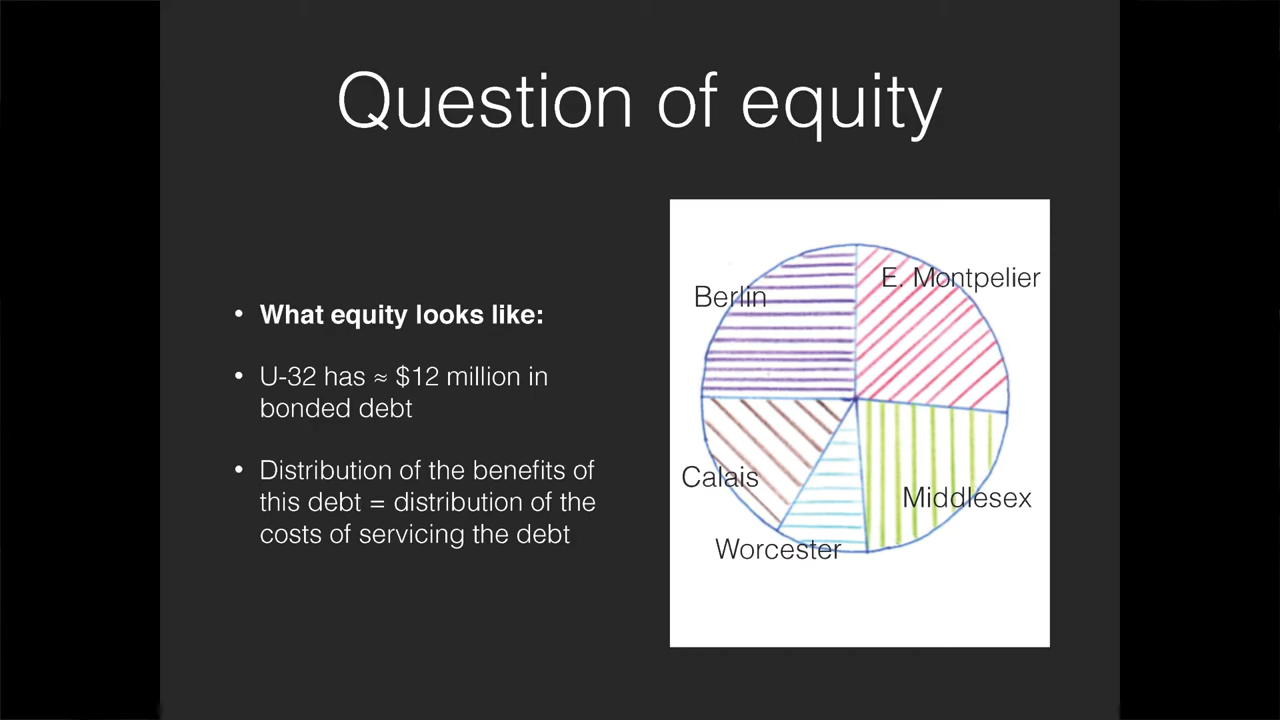 Question of equity
• What equity looks like:
• U-32 has ≈ $12 million in
bonded debt
• Distribution of the benefits of
this debt = distribution of the
costs of servicing the debt
Berlin
E. Montpelier
Calais
Middlesex
Worcester